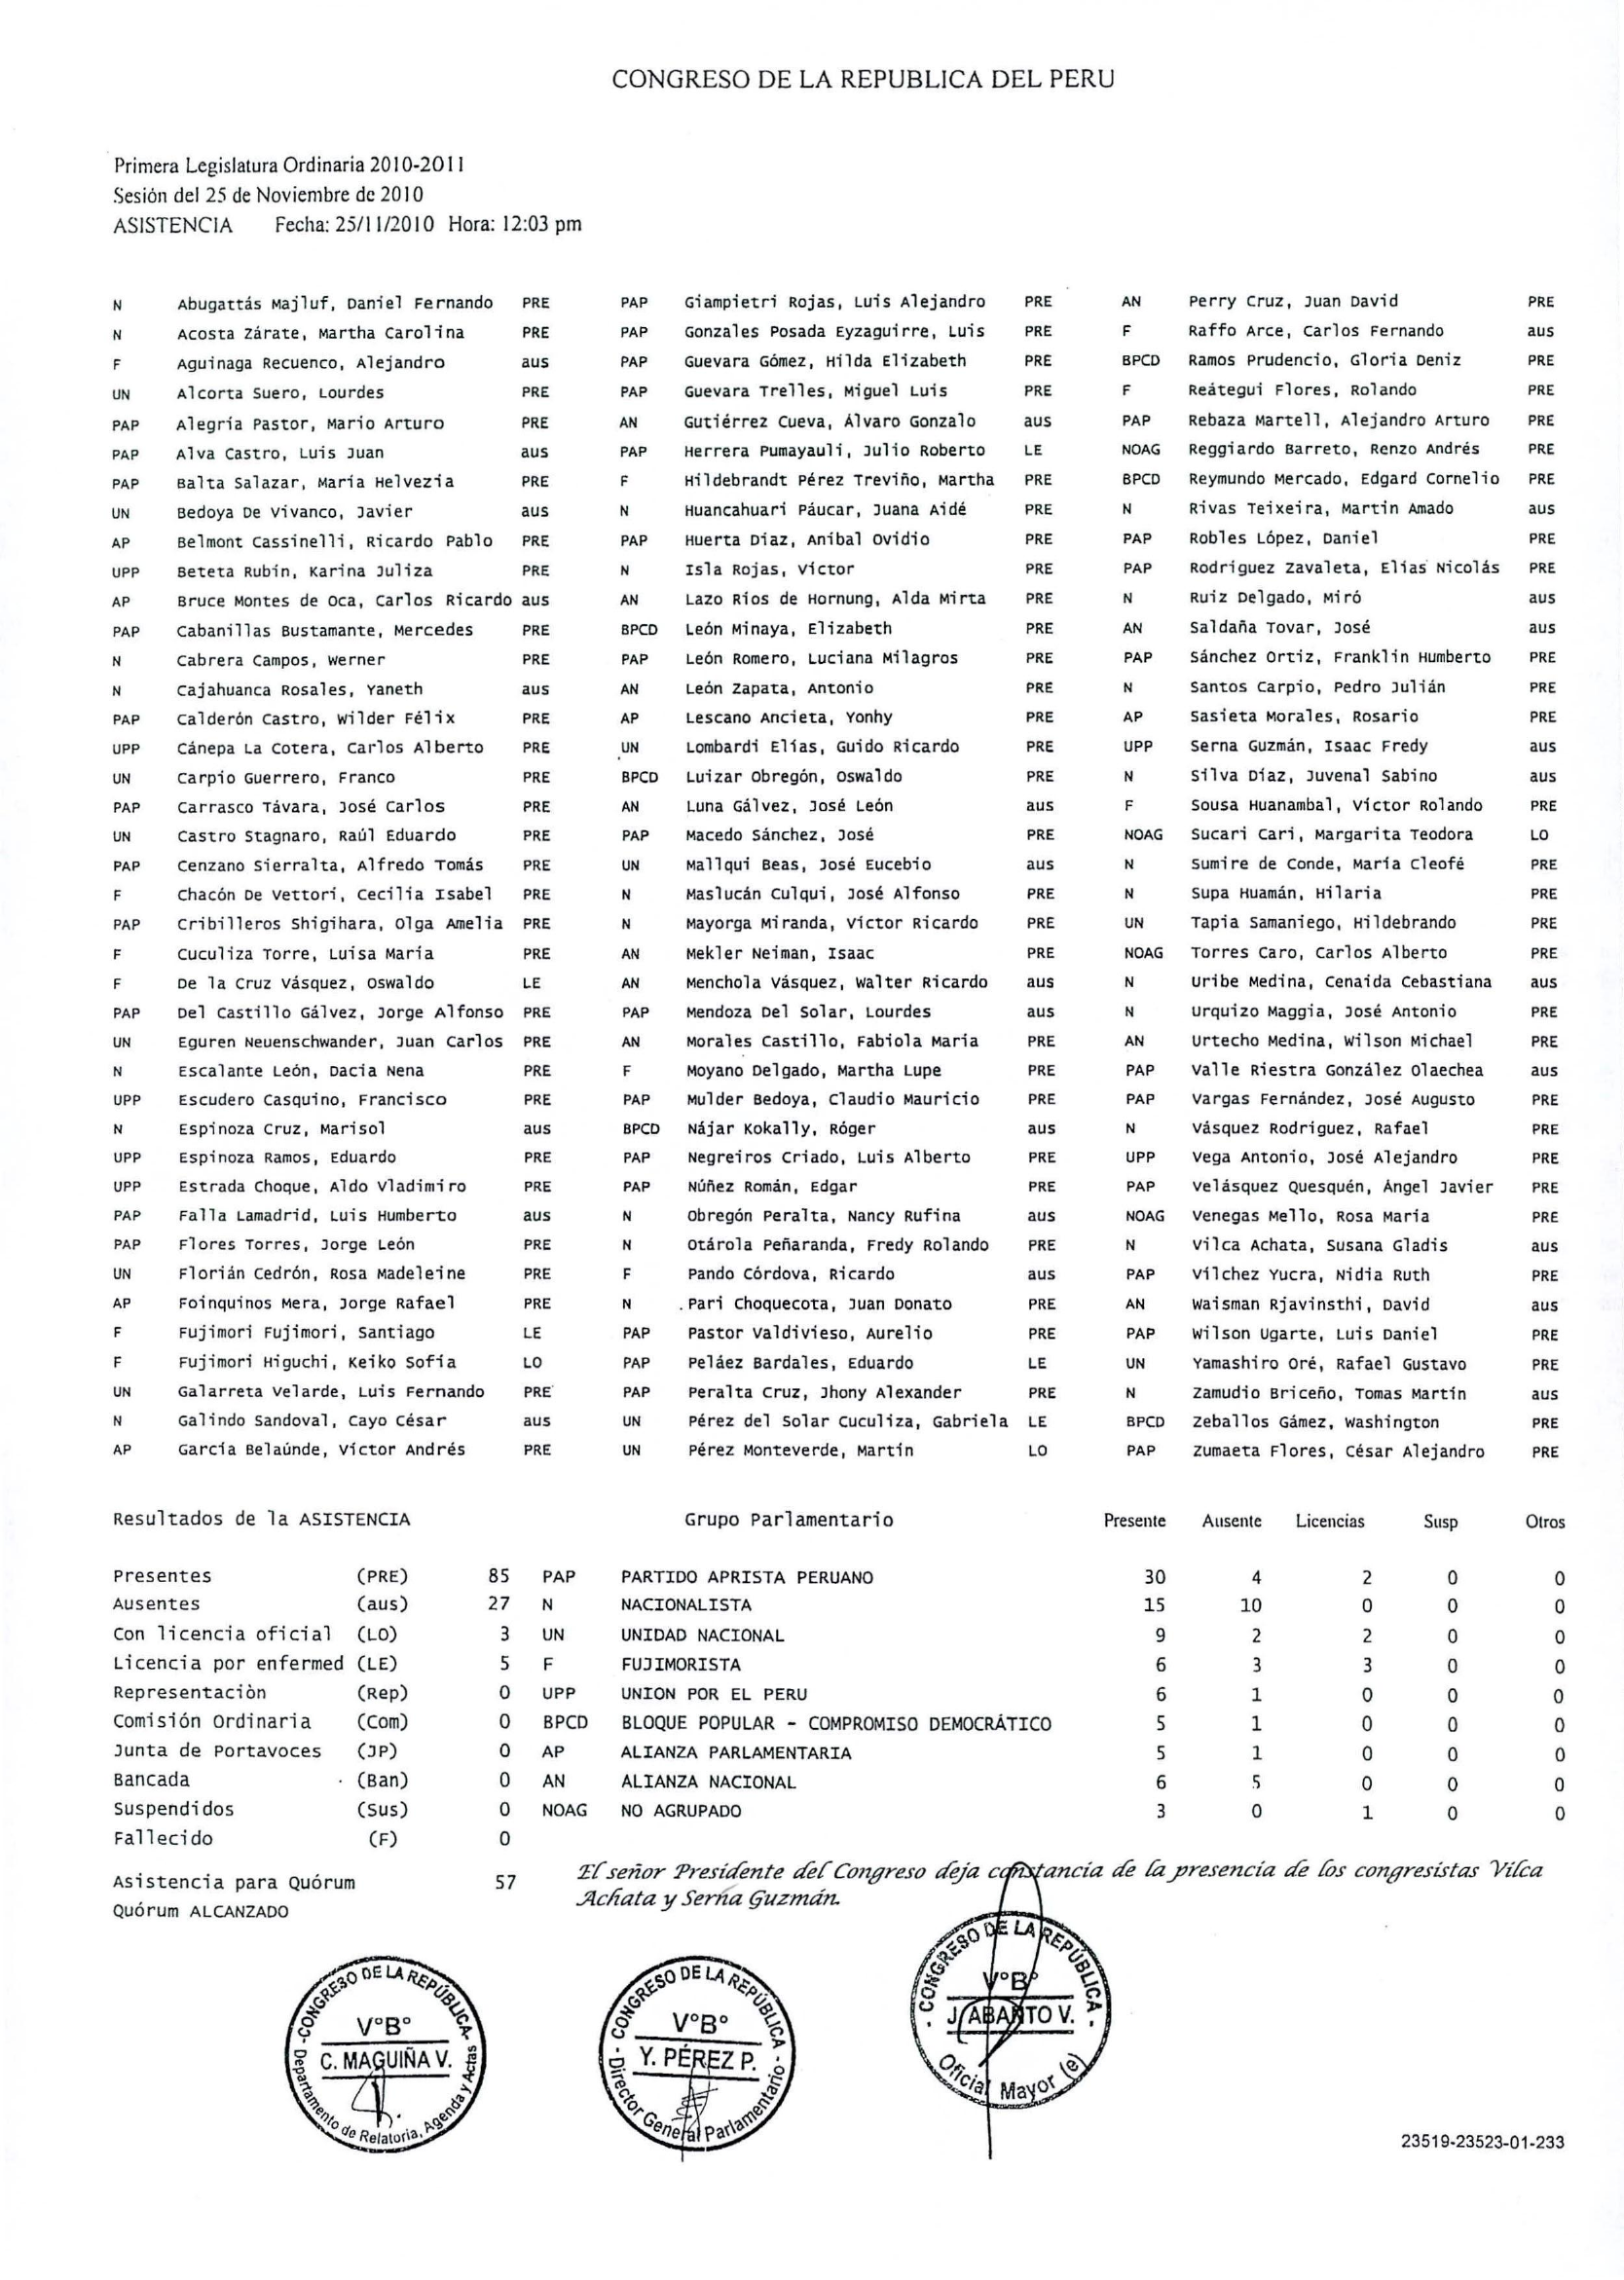 CONGRESO DE LA REPUBLICA DEL PERU
Primera Legislatura Ordinaria 2010-2011
Sesión del 25 de Noviembre de 2010
ASISTENCIA Fecha: 25/11/2010 Hora: 12:03 pm
N Abugattás Majluf, Daniel Fernando PRE PAP Giampietri Rojas, Luis Alejandro PRE AN Perry Cruz, Juan David PRE
N Acosta Zárate, Martha Carolina PRE PAP Gonzales Posada Eyzaguirre, Luis PRE F Raffo Arce, Carlos Fernando aus
F Aguinaga Recuenco, Alejandro aus PAP Guevara Gómez, Hilda Elizabeth PRE BPCD Ramos Prudencio, Gloria Deniz PRE
UN Alcorta Suero, Lourdes PRE PAP Guevara Trelles, Miguel Luis PRE F Reátegui Flores, Rolando PRE
PAP Alegría Pastor, Mario Arturo PRE AN Gutiérrez Cueva, Álvaro Gonzalo aus PAP Rebaza Martell, Alejandro Arturo PRE
PAP Alva Castro, Luis Juan aus PAP Herrera Pumayauli, Julio Roberto LE NOAG Reggiardo Barreto, Renzo Andrés PRE
PAP Balta Salazar, María Helvezia PRE F Hildebrandt Pérez Treviño, Martha PRE BPCD Reymundo Mercado, Edgard Cornelio PRE
UN Bedoya De Vivanco, Javier aus N Huancahuari Páucar, Juana Aidé PRE N Rivas Teixeira, Martin Amado aus
AP Belmont Cassinelli, Ricardo Pablo PRE PAP Huerta Díaz, Anibal Ovidio PRE PAP Robles López, Daniel PRE
UPP Beteta Rubín, Karina Juliza PRE N Isla Rojas, Víctor PRE PAP Rodriguez Zavaleta, Elias Nicolás PRE
AP Bruce Montes de Oca, Carlos Ricardo aus AN Lazo Ríos de Hornung, Alda Mirta PRE N Ruiz Delgado, Miró aus
PAP Cabanillas Bustamante, Mercedes PRE BPCD León Minaya, Elizabeth PRE AN Saldaña Tovar, José aus
N Cabrera Campos, Werner PRE PAP León Romero, Luciana Milagros PRE PAP Sánchez Ortiz, Franklin Humberto PRE
N Cajahuanca Rosales, Yaneth aus AN León Zapata, Antonio PRE N Santos Carpio, Pedro Julián PRE
PAP Calderón Castro, Wilder Félix PRE AP Lescano Ancieta, Yonhy PRE AP Sasieta Morales, Rosario PRE
UPP Cánepa La Cotera, Carlos Alberto PRE UN Lombardi Elías, Guido Ricardo PRE UPP Serna Guzmán, Isaac Fredy aus
UN Carpio Guerrero, Franco PRE BPCD Luizar Obregón, Oswaldo PRE N Silva Díaz, Juvenal Sabino aus
PAP Carrasco Távara, José Carlos PRE AN Luna Gálvez, José León aus F Sousa Huanambal, Víctor Rolando PRE
UN Castro Stagnaro, Raúl Eduardo PRE PAP Macedo Sánchez, José PRE NOAG Sucari Cari, Margarita Teodora LO
PAP Cenzano Sierralta, Alfredo Tomás PRE UN Mallqui Beas, José Eucebio aus N Sumire de Conde, María Cleofé PRE
F Chacón De Vettori, Cecilia Isabel PRE N Maslucán Culqui, José Alfonso PRE N Supa Huamán, Hilaria PRE
PAP Cribilleros Shigihara, Olga Amelia PRE N Mayorga Miranda, Víctor Ricardo PRE UN Tapia Samaniego, Hildebrando PRE
F Cuculiza Torre, Luisa María PRE AN Mekler Neiman, Isaac PRE NOAG Torres Caro, Carlos Alberto PRE
F De la Cruz Vásquez, Oswaldo LE AN Menchola Vásquez, Walter Ricardo aus N Uribe Medina, Cenaida Cebastiana aus
PAP Del Castillo Gálvez, Jorge Alfonso PRE PAP Mendoza Del Solar, Lourdes aus N Urquizo Maggia, José Antonio PRE
UN Eguren Neuenschwander, Juan Carlos PRE AN Morales Castillo, Fabiola María PRE AN Urtecho Medina, Wilson Michael PRE
N Escalante León, Dacia Nena PRE F Moyano Delgado, Martha Lupe PRE PAP Valle Riestra González Olaechea aus
UPP Escudero Casquino, Francisco PRE PAP Mulder Bedoya, Claudio Mauricio PRE PAP Vargas Fernández, José Augusto PRE
N Espinoza Cruz, Marisol aus BPCD Nájar Kokally, Róger aus N Vásquez Rodriguez, Rafael PRE
UPP Espinoza Ramos, Eduardo PRE PAP Negreiros Criado, Luis Alberto PRE UPP Vega Antonio, José Alejandro PRE
UPP Estrada Choque, Aldo Vladimiro PRE PAP Núñez Román, Edgar PRE PAP Velásquez Quesquén, Ángel Javier PRE
PAP Falla Lamadrid, Luis Humberto aus N Obregón Peralta, Nancy Rufina aus NOAG Venegas Mello, Rosa María PRE
PAP Flores Torres, Jorge León PRE N Otárola Peñaranda, Fredy Rolando PRE N Vilca Achata, Susana Gladis aus
UN Florián Cedrón, Rosa Madeleine PRE F Pando Córdova, Ricardo aus PAP Vilchez Yucra, Nidia Ruth PRE
AP Foinquinos Mera, Jorge Rafael PRE N Pari Choquecota, Juan Donato PRE AN Waisman Rjavinsthi, David aus
F Fujimori Fujimori, Santiago LE PAP Pastor Valdivieso, Aurelio PRE PAP Wilson Ugarte, Luis Daniel PRE
F Fujimori Higuchi, Keiko Sofía LO PAP Peláez Bardales, Eduardo LE UN Yamashiro Oré, Rafael Gustavo PRE
UN Galarreta Velarde, Luis Fernando PRE PAP Peralta Cruz, Jhony Alexander PRE N Zamudio Briceño, Tomas Martín aus
N Galindo Sandoval, Cayo César aus UN Pérez del Solar Cuculiza, Gabriela LE BPCD Zeballos Gámez, Washington PRE
AP García Belaúnde, Víctor Andrés PRE UN Pérez Monteverde, Martín LO PAP Zumaeta Flores, César Alejandro PRE
Resultados de la ASISTENCIA Grupo Parlamentario Presente Ausente Licencias Susp Otros
Presentes (PRE) 85 PAP PARTIDO APRISTA PERUANO 30 4 2 0 0
Ausentes (aus) 27 N NACIONALISTA 15 10 0 0 0
Con licencia oficial (LO) 3 UN UNIDAD NACIONAL 9 2 2 0 0
Licencia por enfermed (LE) 5 F FUJIMORISTA 6 3 3 0 0
Representaciòn (Rep) 0 UPP UNION POR EL PERU 6 1 0 0 0
Comisión Ordinaria (Com) 0 BPCD BLOQUE POPULAR - COMPROMISO DEMOCRÁTICO 5 1 0 0 0
Junta de Portavoces (JP) 0 AP ALIANZA PARLAMENTARIA 5 1 0 0 0
Bancada (Ban) 0 AN ALIANZA NACIONAL 6 5 0 0 0
Suspendidos (Sus) 0 NOAG NO AGRUPADO 3 0 1 0 0
Fallecido (F) 0
Asistencia para Quórum 57
Quórum ALCANZADO
El señor Presidente del Congreso deja constancia de la presencia de los congresistas Vilca
Achata y Serna Guzmán.
- CONGRESO DE LA REPÚBLICA -
V°B°
C. MAGUIÑA V.
Departamento de Relatoria, Agenda y Actas
- CONGRESO DE LA REPÚBLICA -
V°B°
Y. PÉREZ P.
Director General Parlamentario
- CONGRESO DE LA REPÚBLICA -
V°B°
J. ABANTO V.
Oficial Mayor (e)
23519-23523-01-233